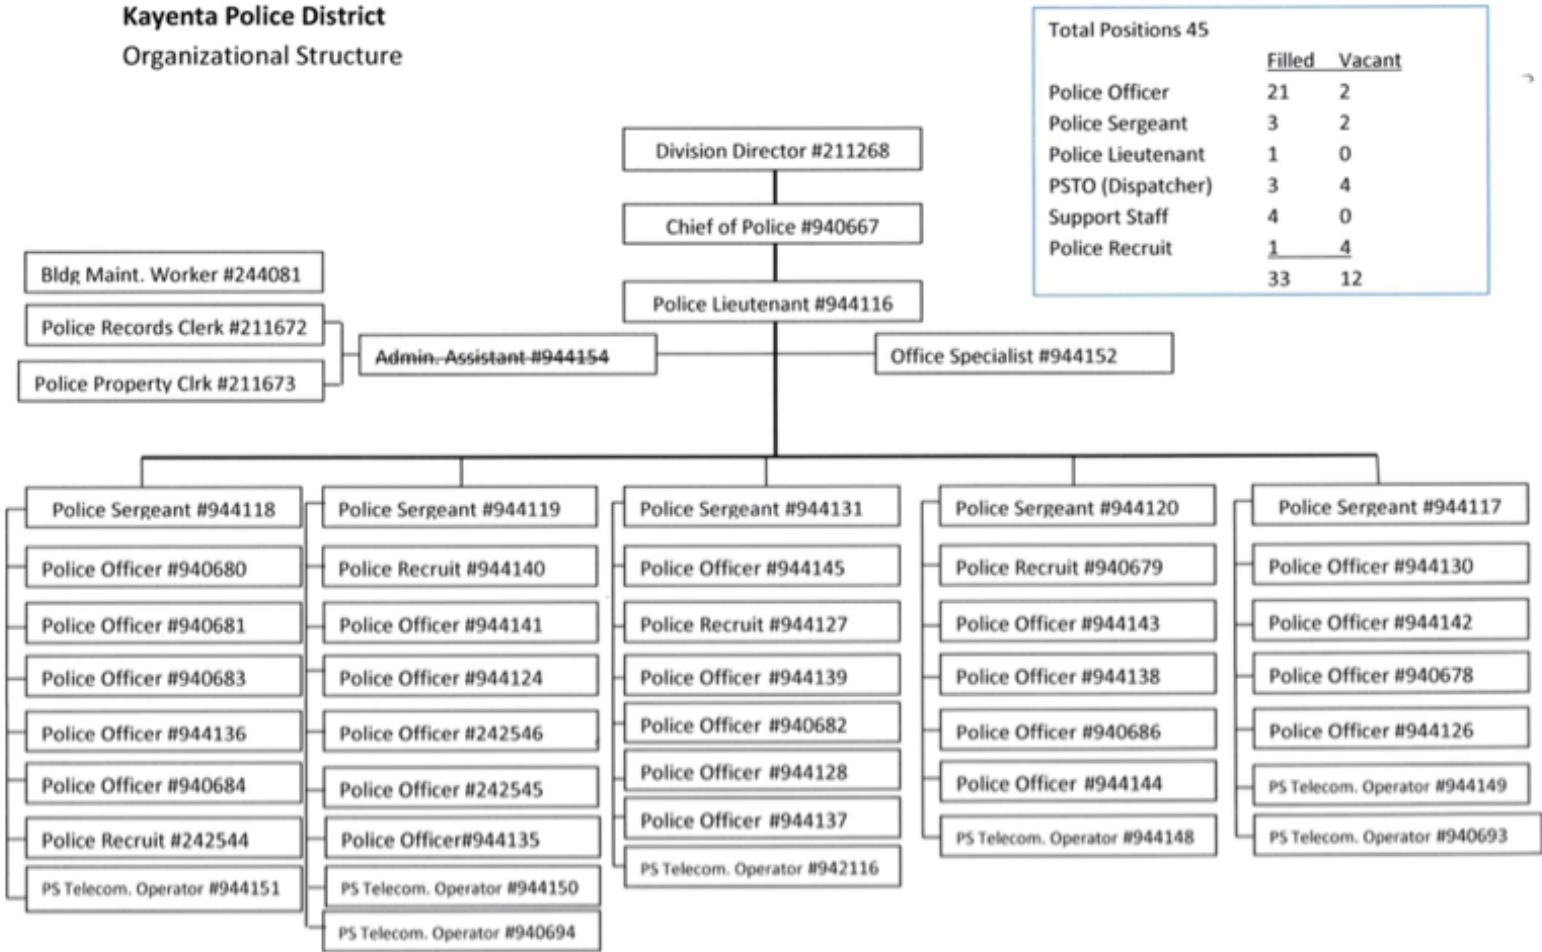 Kayenta Police District
Organizational Structure
Total Positions 45
Filled Vacant
Police Officer 21 2
Police Sergeant 3 2
Police Lieutenant 1 0
PSTO (Dispatcher) 3 4
Support Staff 4 0
Police Recruit 1 4
33 12
Division Director #211268
Chief of Police #940667
Police Lieutenant #944116
Bldg Maint. Worker #244081
Police Records Clerk #211672
Police Property Clrk #211673
Admin. Assistant #944154
Office Specialist #944152
Police Sergeant #944118
Police Officer #940680
Police Officer #940681
Police Officer #940683
Police Officer #944136
Police Officer #940684
Police Recruit #242544
PS Telecom. Operator #944151
Police Sergeant #944119
Police Recruit #944140
Police Officer #944141
Police Officer #944124
Police Officer #242546
Police Officer #242545
Police Officer#944135
PS Telecom. Operator #944150
PS Telecom. Operator #940694
Police Sergeant #944131
Police Officer #944145
Police Recruit #944127
Police Officer #944139
Police Officer #940682
Police Officer #944128
Police Officer #944137
PS Telecom. Operator #942116
Police Sergeant #944120
Police Recruit #940679
Police Officer #944143
Police Officer #944138
Police Officer #940686
Police Officer #944144
PS Telecom. Operator #944148
Police Sergeant #944117
Police Officer #944130
Police Officer #944142
Police Officer #940678
Police Officer #944126
PS Telecom. Operator #944149
PS Telecom. Operator #940693